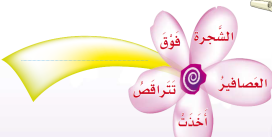 الشَّجرةِ
فَوْقَ
العَصافيرُ
تَتَراقَصُ
أَخَذَتْ